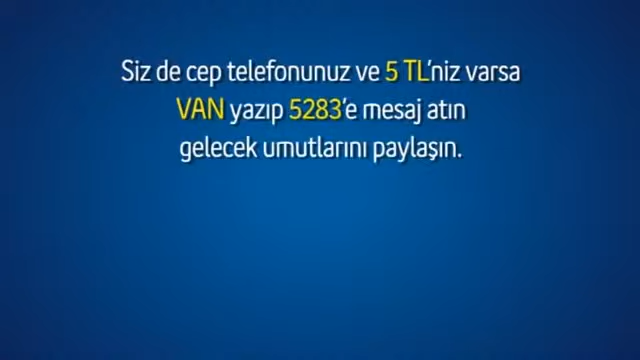 Siz de cep telefonunuz ve 5 TL'niz varsa
VAN yazıp 5283'e mesaj atın
gelecek umutlarını paylaşın.